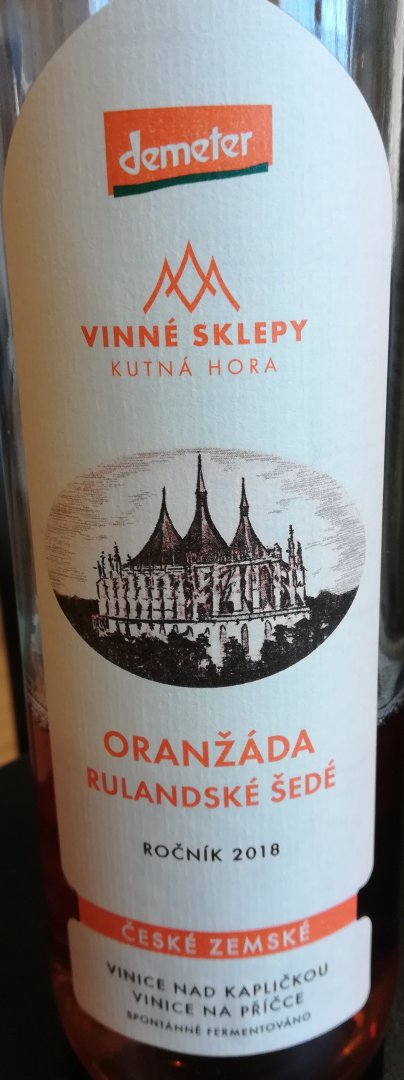 demeter
VINNÉ SKLEPY
KUTNÁ HORA
ORANŽÁDA
RULANDSKÉ ŠEDÉ
ROČNÍK 2018
ČESKÉ ZEMSKÉ
VINICE NAD KAPLIČKOU
VINICE NA PŘÍČCE
SPONTÁNNĚ FERMENTOVÁNO